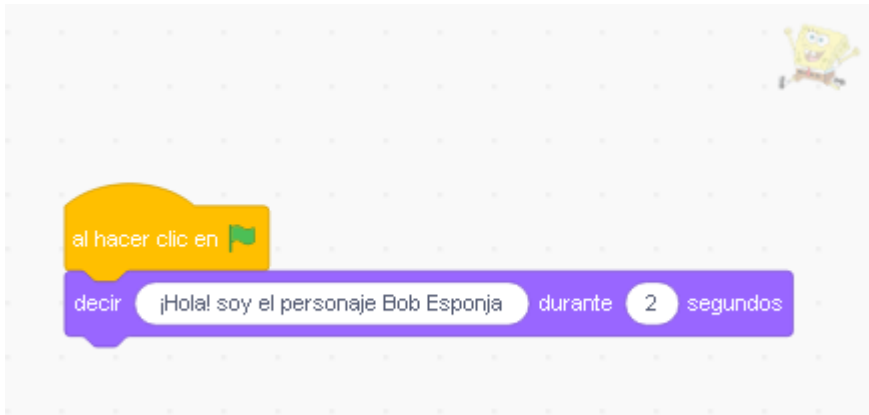 al hacer clic en
decir ¡Hola! soy el personaje Bob Esponja durante 2 segundos